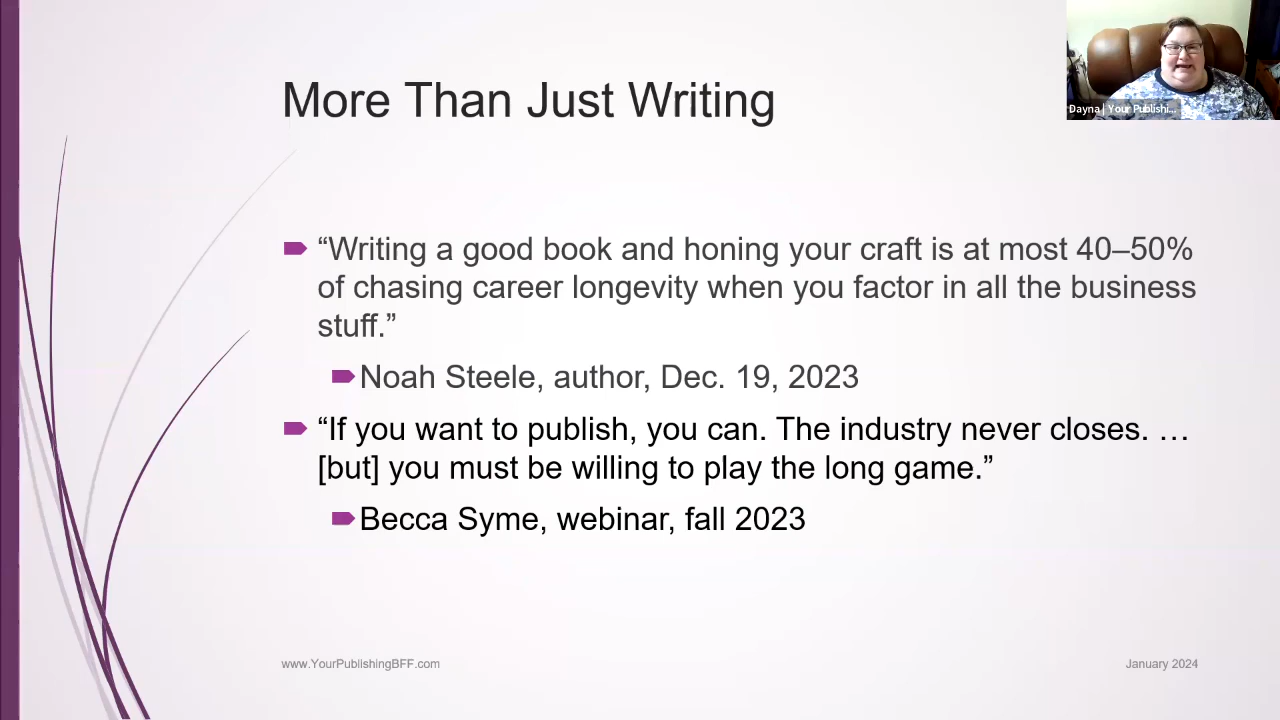 More Than Just Writing
Dayna | Your Publishi...
“Writing a good book and honing your craft is at most 40–50%
of chasing career longevity when you factor in all the business
stuff.”
Noah Steele, author, Dec. 19, 2023
“If you want to publish, you can. The industry never closes. …
[but] you must be willing to play the long game.”
Becca Syme, webinar, fall 2023
www.YourPublishingBFF.com
January 2024